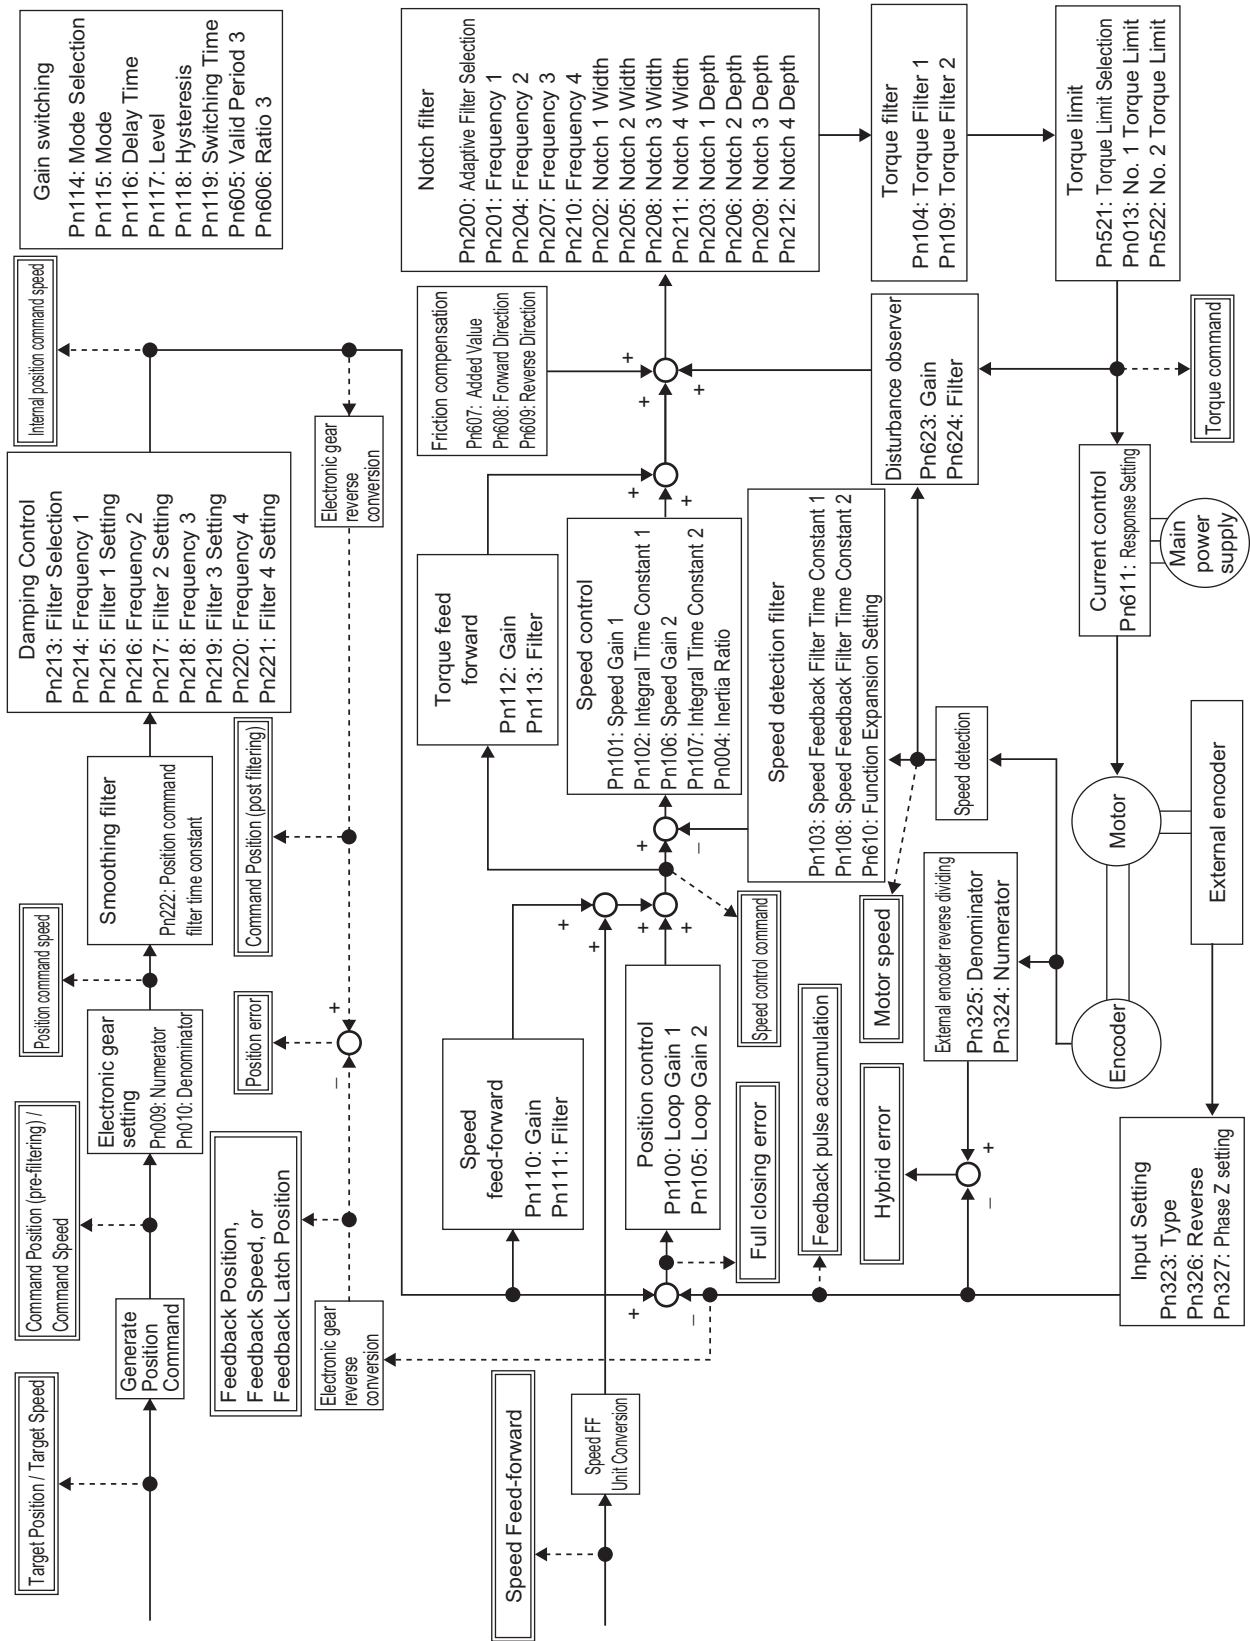 Target Position / Target Speed
Generate
Position
Command
Command Position (pre-filtering) /
Command Speed
Electronic gear
setting
Pn009: Numerator
Pn010: Denominator
Position command speed
Smoothing filter
Pn222: Position command
filter time constant
Damping Control
Pn213: Filter Selection
Pn214: Frequency 1
Pn215: Filter 1 Setting
Pn216: Frequency 2
Pn217: Filter 2 Setting
Pn218: Frequency 3
Pn219: Filter 3 Setting
Pn220: Frequency 4
Pn221: Filter 4 Setting
Internal position command speed
Gain switching
Pn114: Mode Selection
Pn115: Mode
Pn116: Delay Time
Pn117: Level
Pn118: Hysteresis
Pn119: Switching Time
Pn605: Valid Period 3
Pn606: Ratio 3
Feedback Position,
Feedback Speed, or
Feedback Latch Position
Position error
Command Position (post filtering)
Electronic gear
reverse
conversion
−
+
Electronic gear
reverse
conversion
Speed Feed-forward
Speed FF
Unit Conversion
Speed
feed-forward
Pn110: Gain
Pn111: Filter
+
+
Torque feed
forward
Pn112: Gain
Pn113: Filter
Friction compensation
Pn607: Added Value
Pn608: Forward Direction
Pn609: Reverse Direction
Notch filter
Pn200: Adaptive Filter Selection
Pn201: Frequency 1
Pn204: Frequency 2
Pn207: Frequency 3
Pn210: Frequency 4
Pn202: Notch 1 Width
Pn205: Notch 2 Width
Pn208: Notch 3 Width
Pn211: Notch 4 Width
Pn203: Notch 1 Depth
Pn206: Notch 2 Depth
Pn209: Notch 3 Depth
Pn212: Notch 4 Depth
+
−
Position control
Pn100: Loop Gain 1
Pn105: Loop Gain 2
+
+
+
−
Speed control
Pn101: Speed Gain 1
Pn102: Integral Time Constant 1
Pn106: Speed Gain 2
Pn107: Integral Time Constant 2
Pn004: Inertia Ratio
+
+
+
+
+
Full closing error
Speed control command
Feedback pulse accumulation
Speed detection filter
Pn103: Speed Feedback Filter Time Constant 1
Pn108: Speed Feedback Filter Time Constant 2
Pn610: Function Expansion Setting
Disturbance observer
Pn623: Gain
Pn624: Filter
Torque filter
Pn104: Torque Filter 1
Pn109: Torque Filter 2
Hybrid error
Motor speed
−
+
External encoder reverse dividing
Pn325: Denominator
Pn324: Numerator
Speed detection
Torque limit
Pn521: Torque Limit Selection
Pn013: No. 1 Torque Limit
Pn522: No. 2 Torque Limit
Encoder
Motor
Current control
Pn611: Response Setting
Main
power
supply
Torque command
Input Setting
Pn323: Type
Pn326: Reverse
Pn327: Phase Z setting
External encoder